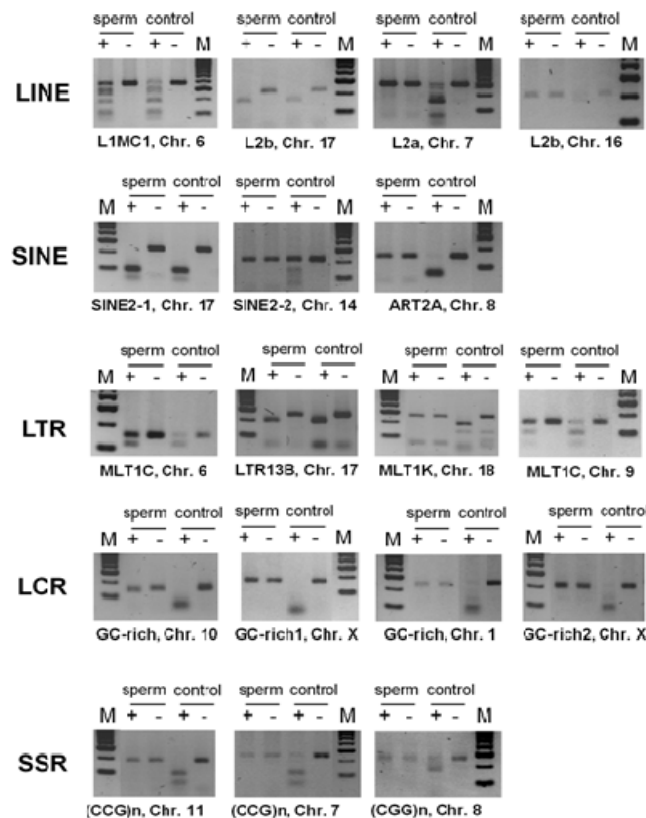 sperm control sperm control sperm control sperm control
+ - + - M + - + - M + - + - M M + - + -
LINE
L1MC1, Chr. 6 L2b, Chr. 17 L2a, Chr. 7 L2b, Chr. 16
sperm control sperm control sperm control
M + - + - + - + - M + - + - M
SINE
SINE2-1, Chr. 17 SINE2-2, Chr. 14 ART2A, Chr. 8
sperm control sperm control sperm control sperm control
M + - + - M + - + - M + - + - + - + - M
LTR
MLT1C, Chr. 6 LTR13B, Chr. 17 MLT1K, Chr. 18 MLT1C, Chr. 9
sperm control sperm control sperm control sperm control
M + - + - + - + - M M + - + - M + - + -
LCR
GC-rich, Chr. 10 GC-rich1, Chr. X GC-rich, Chr. 1 GC-rich2, Chr. X
sperm control sperm control sperm control
M + - + - + - + - M + - + - M
SSR
(CCG)n, Chr. 11 (CCG)n, Chr. 7 (CGG)n, Chr. 8